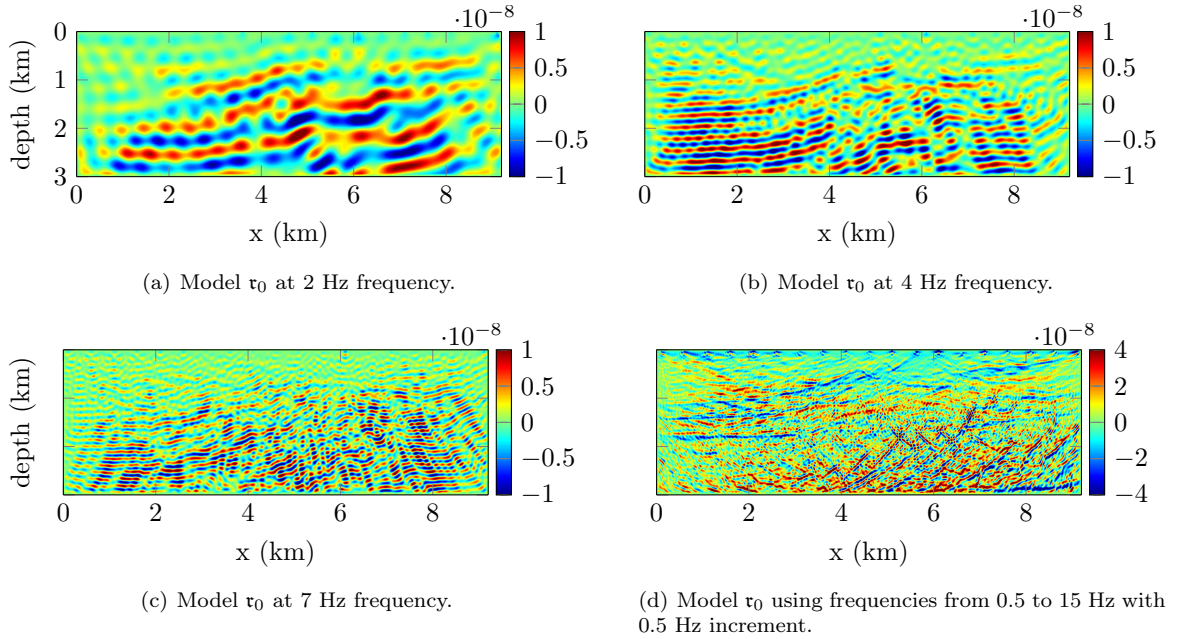 ·10⁻⁸
0
1
2
3
depth (km)
0 2 4 6 8
x (km)
1
0.5
0
−0.5
−1
(a) Model 𝔯₀ at 2 Hz frequency.
·10⁻⁸
0 2 4 6 8
x (km)
1
0.5
0
−0.5
−1
(b) Model 𝔯₀ at 4 Hz frequency.
·10⁻⁸
depth (km)
0 2 4 6 8
x (km)
1
0.5
0
−0.5
−1
(c) Model 𝔯₀ at 7 Hz frequency.
·10⁻⁸
0 2 4 6 8
x (km)
4
2
0
−2
−4
(d) Model 𝔯₀ using frequencies from 0.5 to 15 Hz with
0.5 Hz increment.